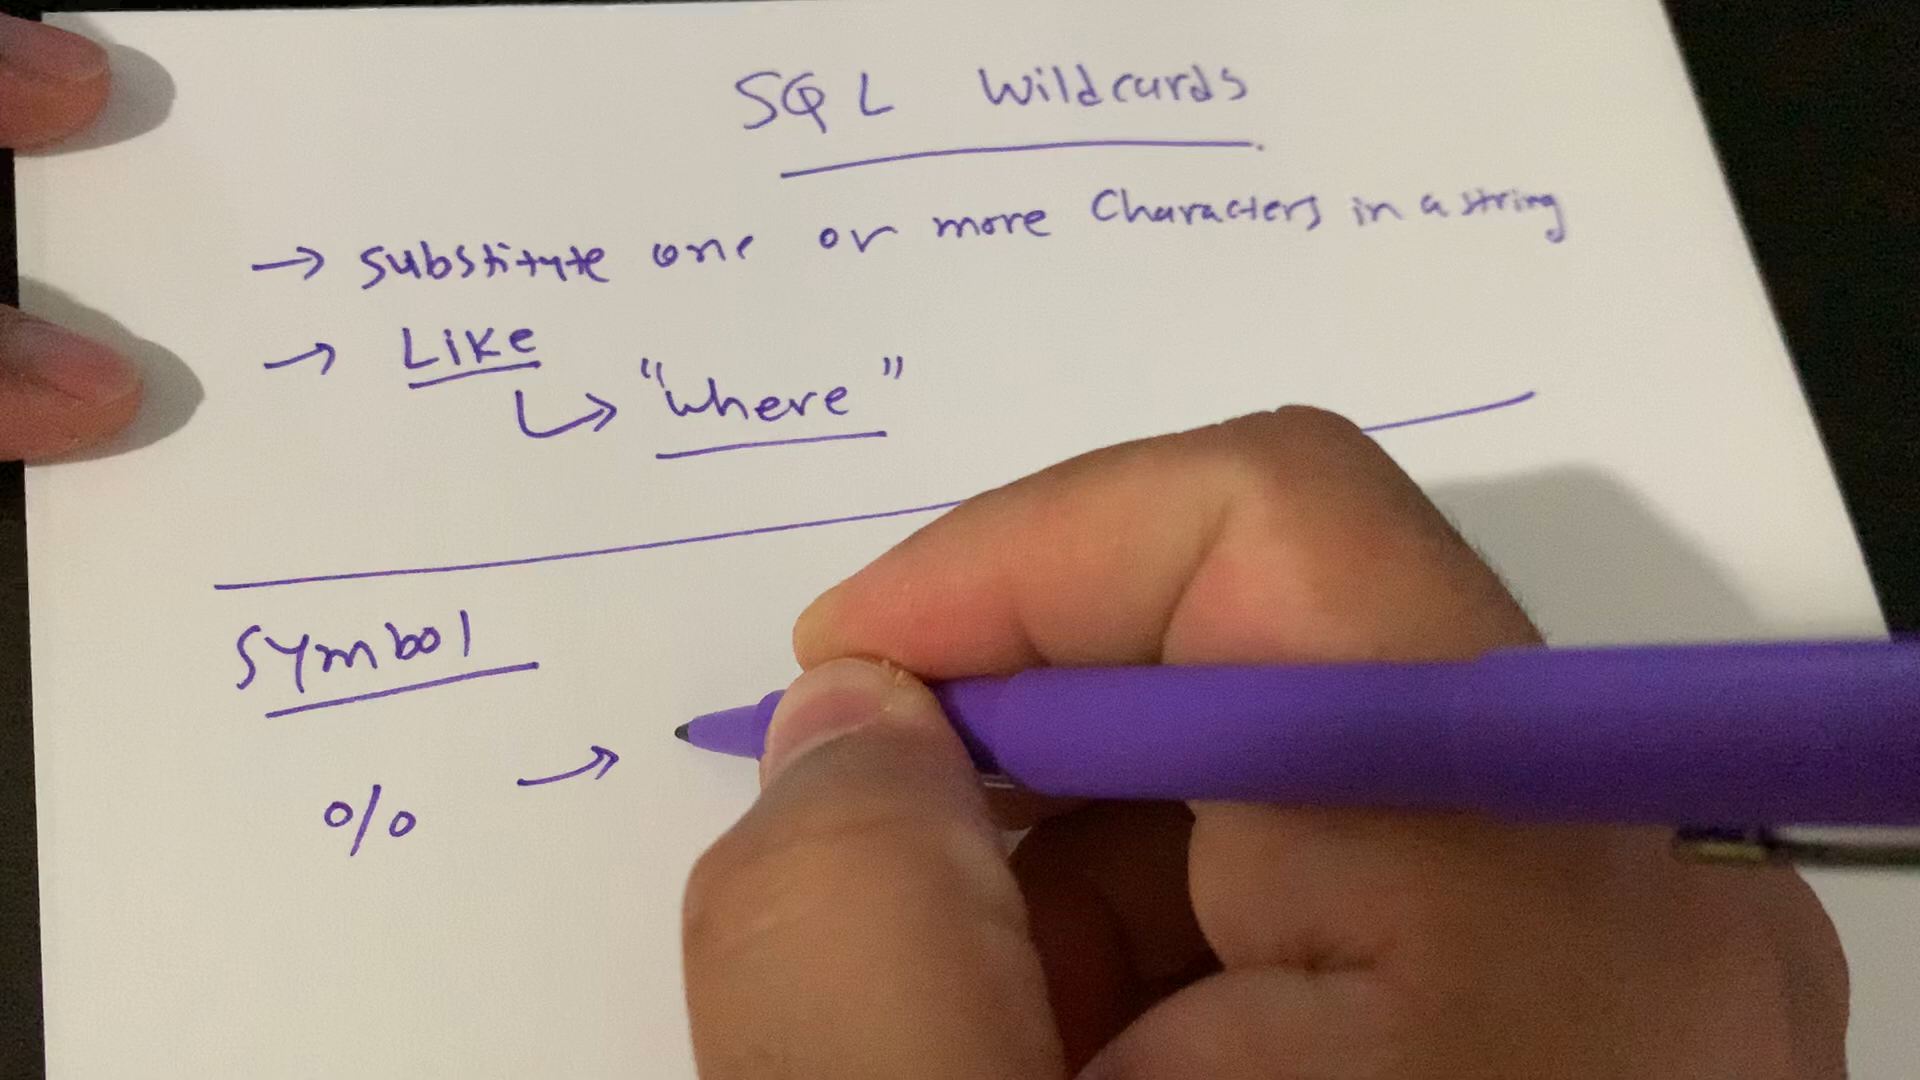 SQL Wildcards
→ substitute one or more Characters in a string
→ Like
↳ "where"
Symbol
% →